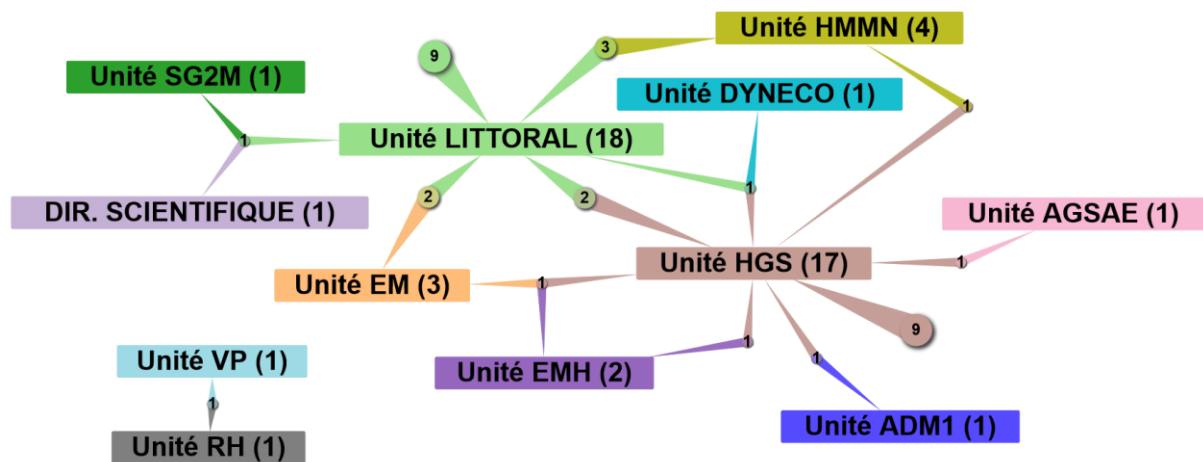 Unité HMMN (4)
3
9
Unité SG2M (1)
Unité DYNECO (1)
1
Unité LITTORAL (18)
1
1
2
2
DIR. SCIENTIFIQUE (1)
Unité AGSAE (1)
Unité HGS (17)
1
Unité EM (3)
1
9
1
Unité VP (1)
1
Unité EMH (2)
1
Unité ADM1 (1)
Unité RH (1)